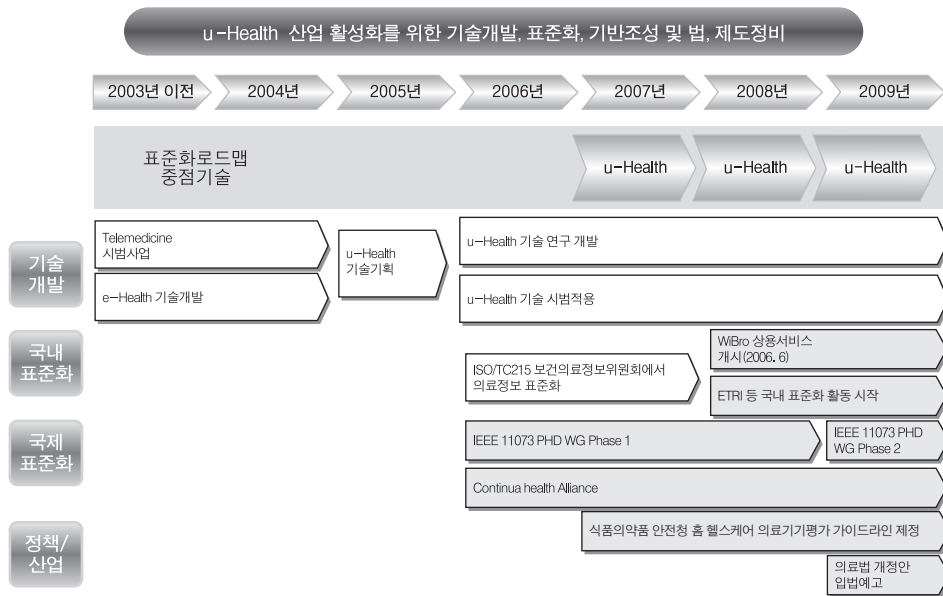 u-Health 산업 활성화를 위한 기술개발, 표준화, 기반조성 및 법, 제도정비
2003년 이전
2004년
2005년
2006년
2007년
2008년
2009년
표준화로드맵
중점기술
u-Health
u-Health
u-Health
기술
개발
Telemedicine
시범사업
e-Health 기술개발
u-Health
기술기획
u-Health 기술 연구 개발
u-Health 기술 시범적용
국내
표준화
ISO/TC215 보건의료정보위원회에서
의료정보 표준화
WiBro 상용서비스
개시(2006. 6)
ETRI 등 국내 표준화 활동 시작
국제
표준화
IEEE 11073 PHD WG Phase 1
IEEE 11073 PHD
WG Phase 2
Continua health Alliance
정책/
산업
식품의약품 안전청 홈 헬스케어 의료기기평가 가이드라인 제정
의료법 개정안
입법예고